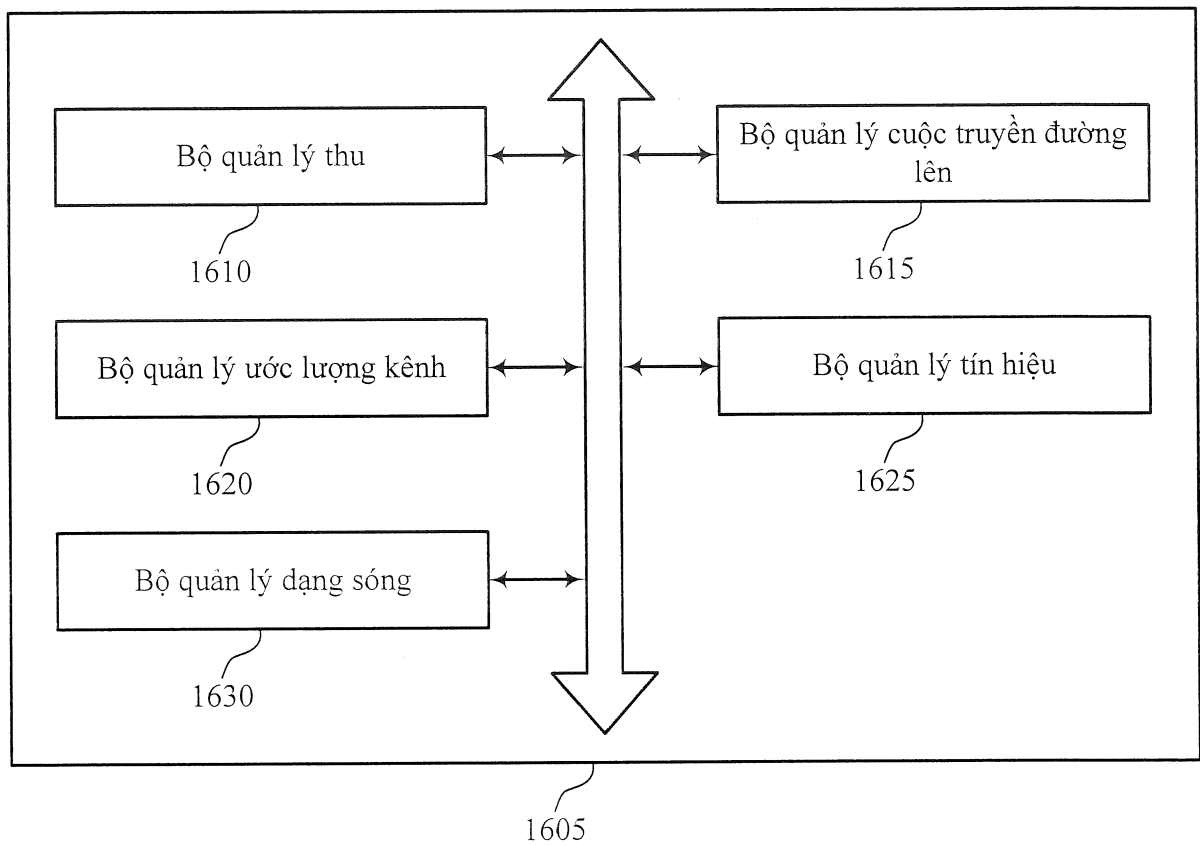 Bộ quản lý thu
1610
Bộ quản lý cuộc truyền đường
lên
1615
Bộ quản lý ước lượng kênh
1620
Bộ quản lý tín hiệu
1625
Bộ quản lý dạng sóng
1630
1605